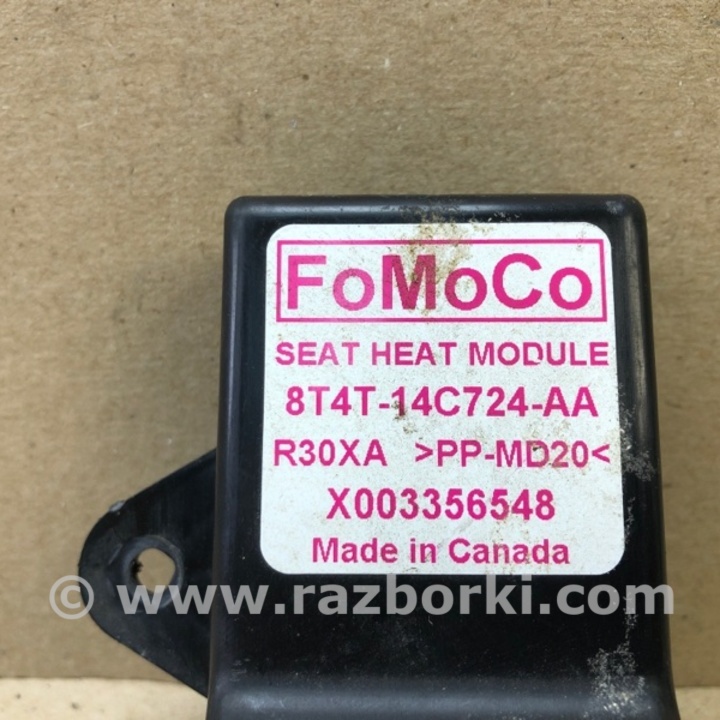 FoMoCo
SEAT HEAT MODULE
8T4T-14C724-AA
R30XA >PP-MD20<
X003356548
Made in Canada
© www.razborki.com